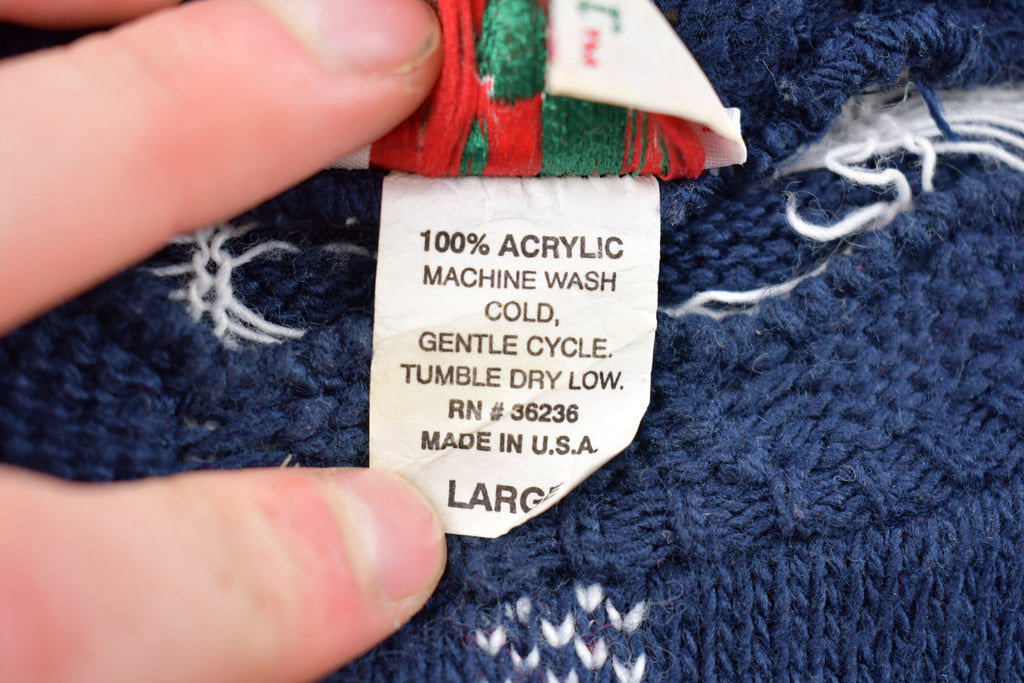 100% ACRYLIC
MACHINE WASH
COLD,
GENTLE CYCLE.
TUMBLE DRY LOW.
RN # 36236
MADE IN U.S.A.
LARGE